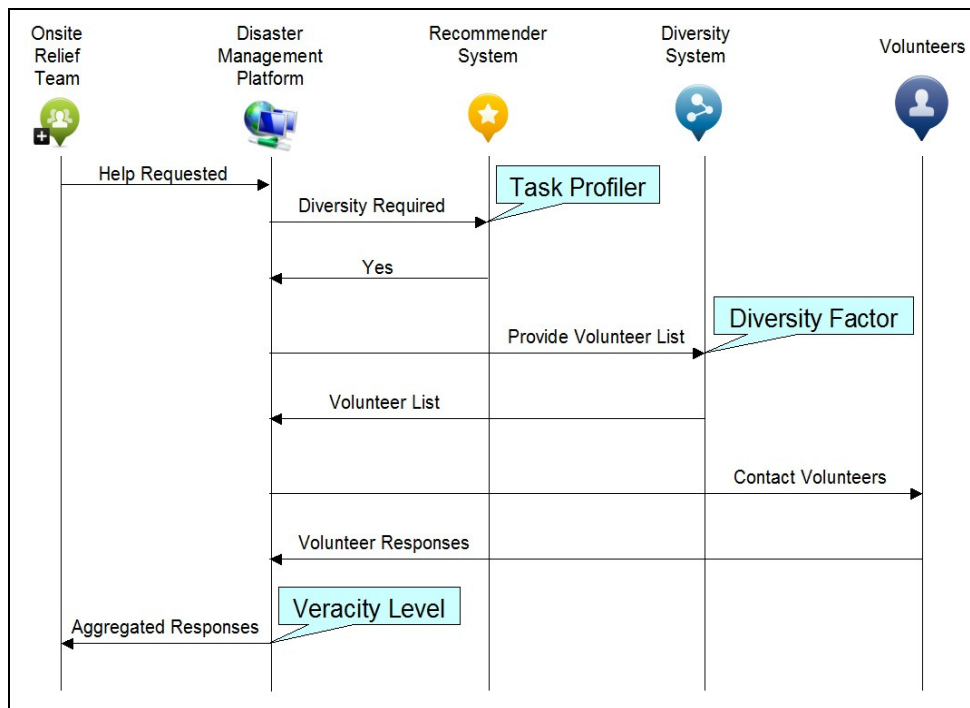 Onsite
Relief
Team
Disaster
Management
Platform
Recommender
System
Diversity
System
Volunteers
Help Requested
Task Profiler
Diversity Required
Yes
Diversity Factor
Provide Volunteer List
Volunteer List
Contact Volunteers
Volunteer Responses
Veracity Level
Aggregated Responses